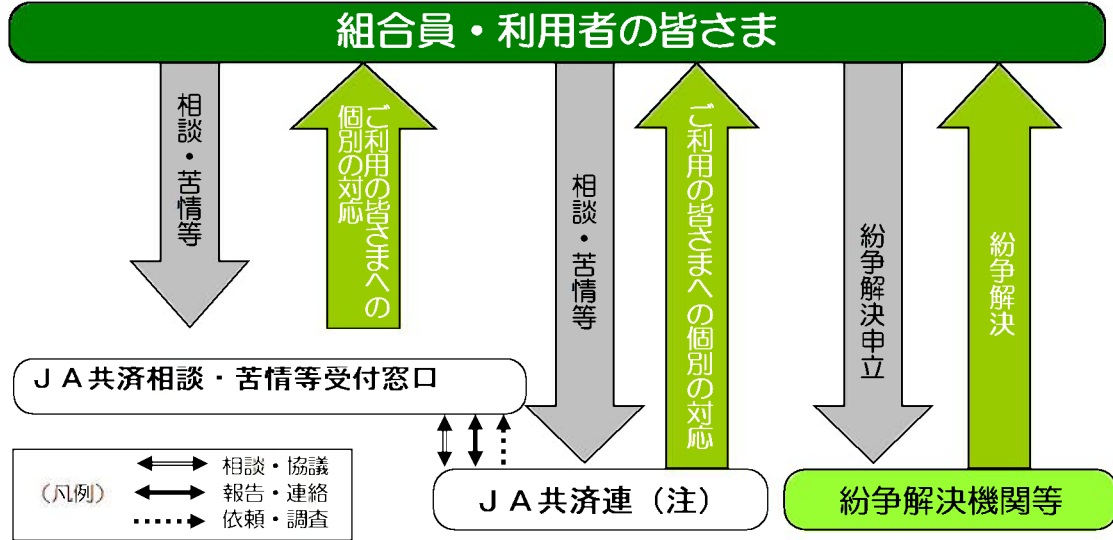 組合員・利用者の皆さま
相談・苦情等
ご利用の皆さまへの
個別の対応
相談・苦情等
ご利用の皆さまへの個別の対応
紛争解決申立
紛争解決
ＪＡ共済相談・苦情等受付窓口
（凡例）
相談・協議
報告・連絡
依頼・調査
ＪＡ共済連（注）
紛争解決機関等